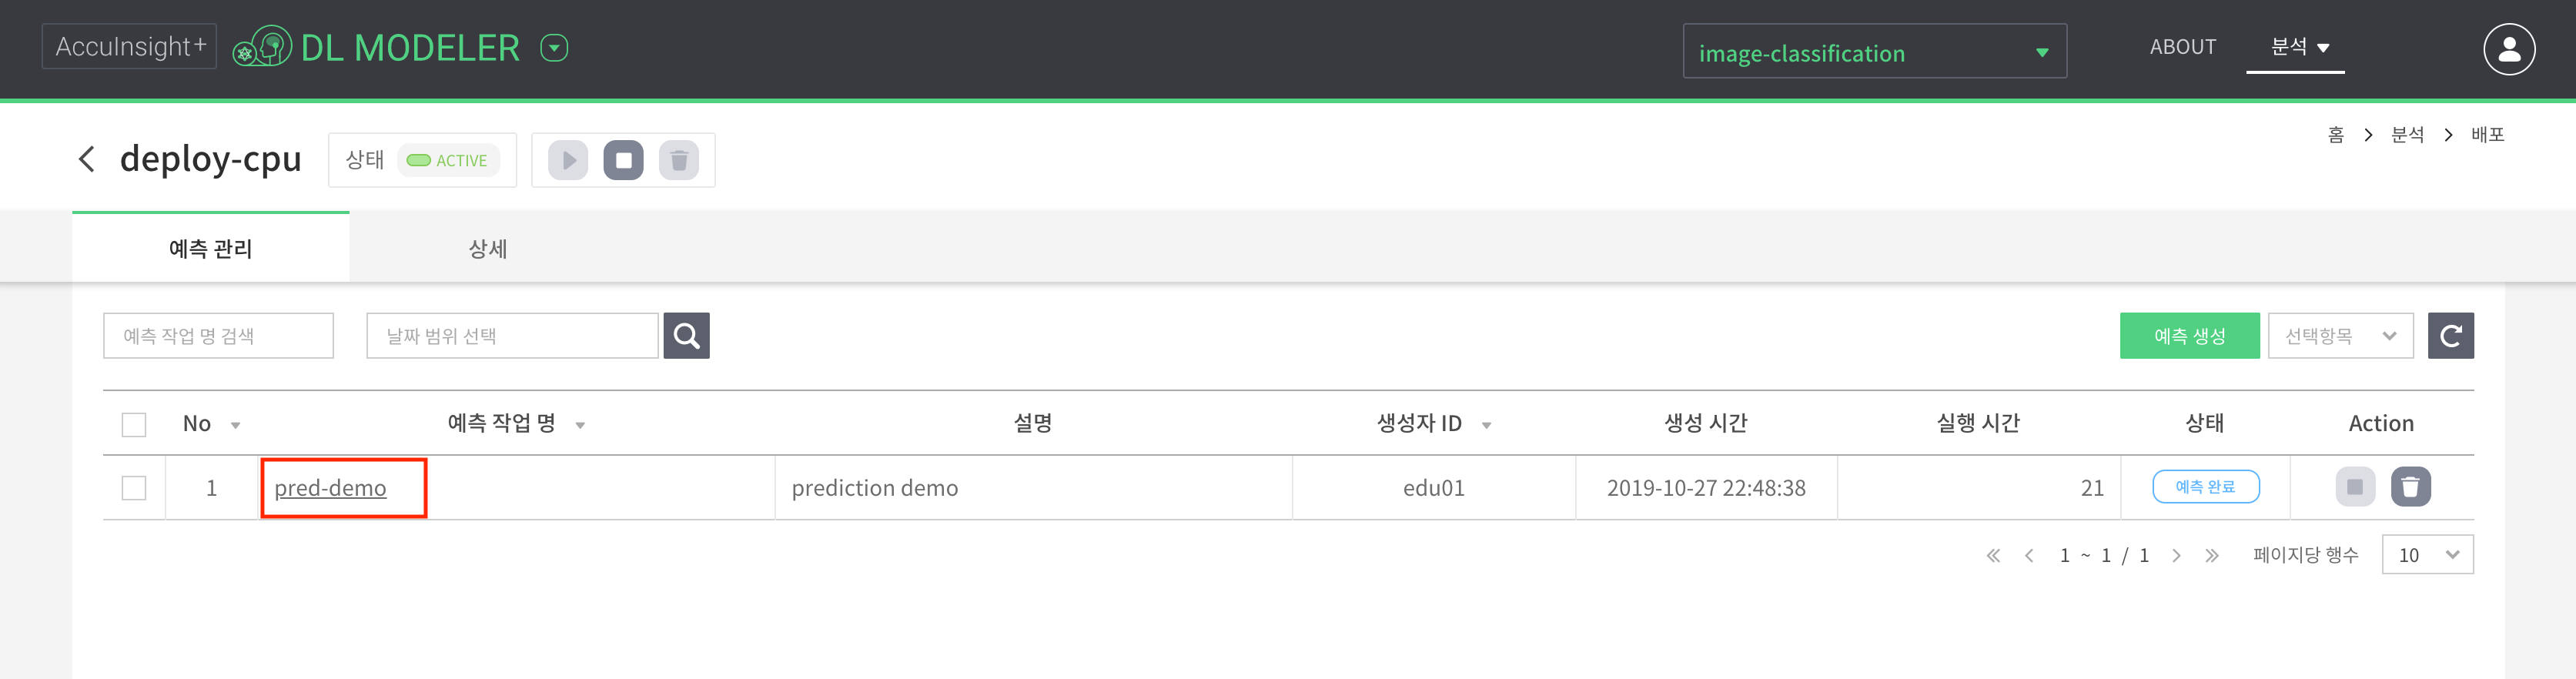 AccuInsight+ DL MODELER image-classification ABOUT 분석
홈 > 분석 > 배포
deploy-cpu 상태 ACTIVE
예측 관리 상세
예측 작업 명 검색 날짜 범위 선택 예측 생성 선택항목
No 예측 작업 명 설명 생성자 ID 생성 시간 실행 시간 상태 Action
1 pred-demo prediction demo edu01 2019-10-27 22:48:38 21 예측 완료
1 ~ 1 / 1 페이지당 행수 10